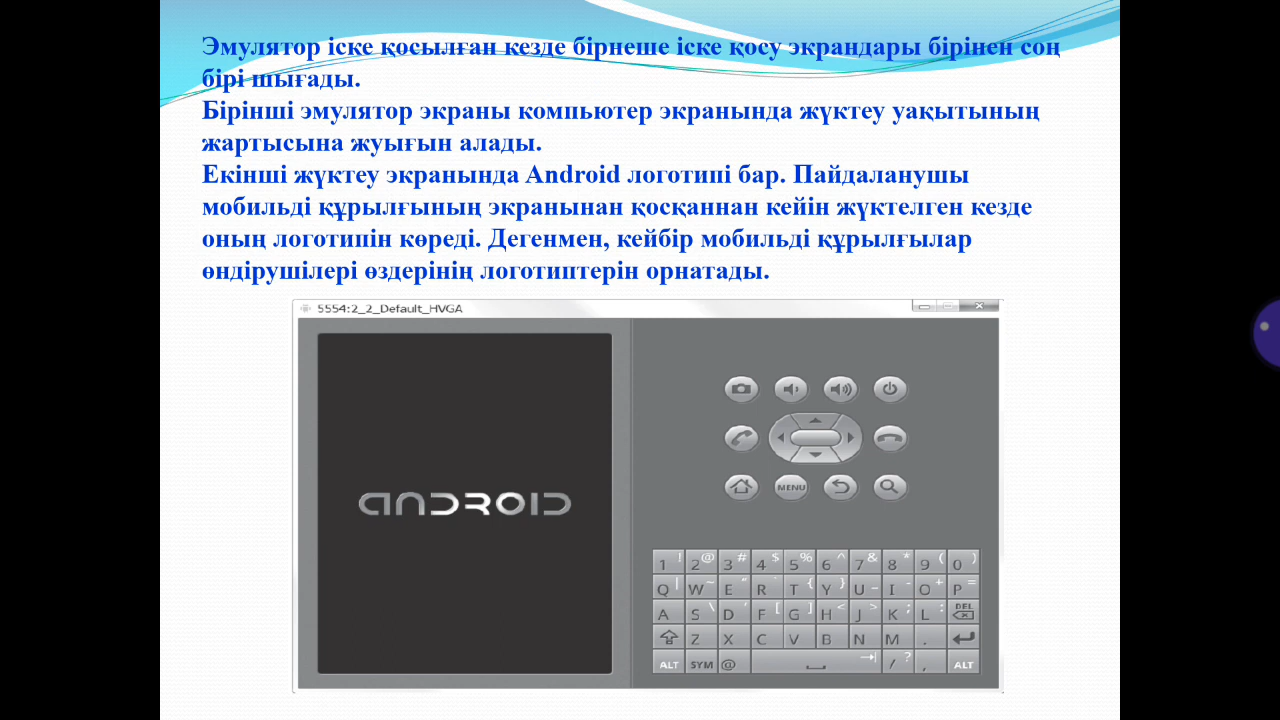 Эмулятор іске қосылған кезде бірнеше іске қосу экрандары бірінен соң
бірі шығады.
Бірінші эмулятор экраны компьютер экранында жүктеу уақытының
жартысына жуығын алады.
Екінші жүктеу экранында Android логотипі бар. Пайдаланушы
мобильді құрылғының экранынан қосқаннан кейін жүктелген кезде
оның логотипін көреді. Дегенмен, кейбір мобильді құрылғылар
өндірушілері өздерінің логотиптерін орнатады.
5554:2_2_Default_HVGA
ANDROID
MENU
1 ! 2 @ 3 # 4 $ 5 % 6 ^ 7 & 8 * 9 ( 0 )
Q | W ~ E " R ` T { Y } U _ I - O + P =
A S \ D ' F [ G ] H < J > K ; L : DEL
Z X C V B N M .
ALT SYM @ / ? , ALT